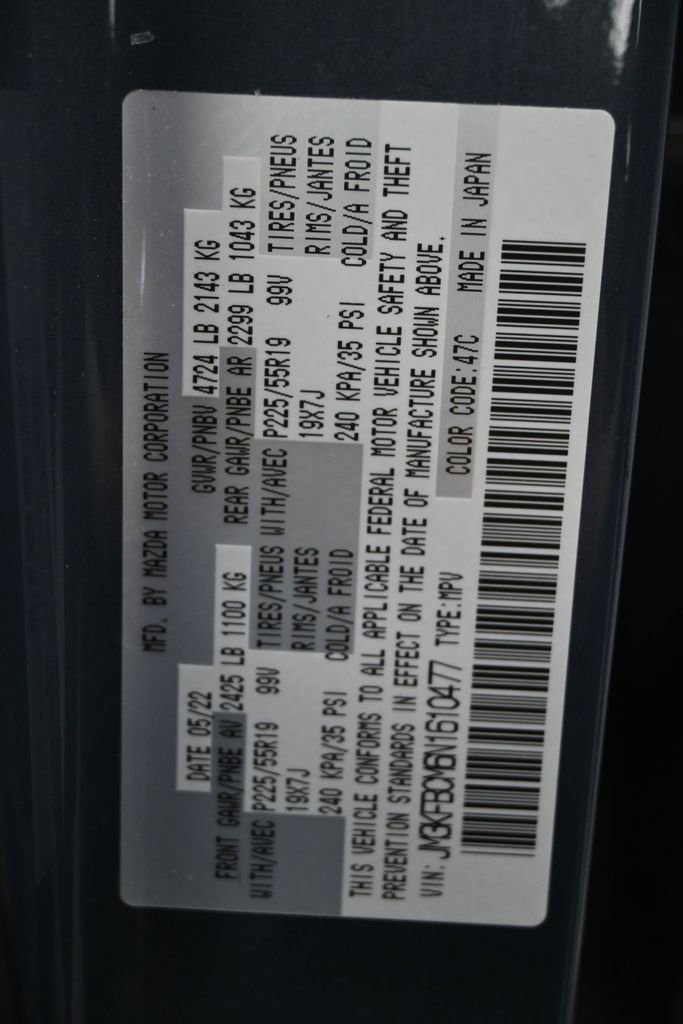 MFD. BY MAZDA MOTOR CORPORATION
DATE 05/22 GVWR/PNBV 4724 LB 2143 KG
FRONT GAWR/PNBE AV 2425 LB 1100 KG REAR GAWR/PNBE AR 2299 LB 1043 KG
WITH/AVEC P225/55R19 99V TIRES/PNEUS WITH/AVEC P225/55R19 99V TIRES/PNEUS
19X7J RIMS/JANTES 19X7J RIMS/JANTES
240 KPA/35 PSI COLD/A FROID 240 KPA/35 PSI COLD/A FROID
THIS VEHICLE CONFORMS TO ALL APPLICABLE FEDERAL MOTOR VEHICLE SAFETY AND THEFT
PREVENTION STANDARDS IN EFFECT ON THE DATE OF MANUFACTURE SHOWN ABOVE.
VIN: JM3KFBCM6N1610477 TYPE:MPV COLOR CODE:47C MADE IN JAPAN